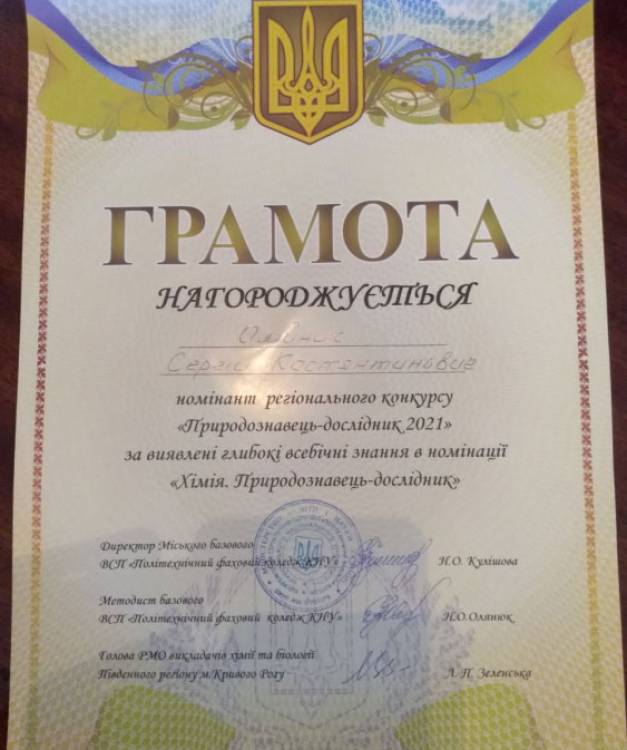 ГРАМОТА
НАГОРОДЖУЄТЬСЯ
Сергій Костянтинович
номінант регіонального конкурсу
«Природознавець-дослідник 2021»
за виявлені глибокі всебічні знання в номінації
«Хімія. Природознавець-дослідник»
Директор Міського базового
ВСП «Політехнічний фаховий коледж КНУ» Н.О. Кулішова
Методист базового
ВСП «Політехнічний фаховий коледж КНУ» Н.О.Олянюк
Голова РМО викладачів хімії та біології
Південного регіону м.Кривого Рогу Л. П. Зеленська